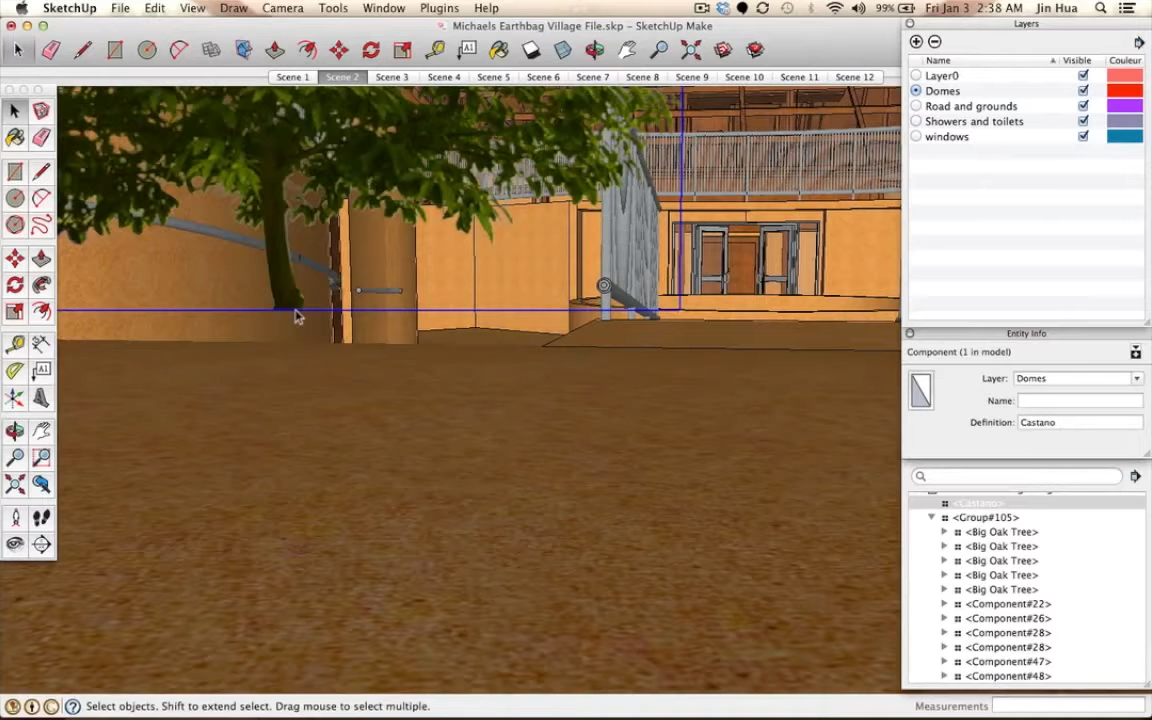 SketchUp File Edit View Draw Camera Tools Window Plugins Help 99% Fri Jan 3 2:38 AM Jin Hua
Michaels Earthbag Village File.skp – SketchUp Make
Layers
Scene 1 Scene 2 Scene 3 Scene 4 Scene 5 Scene 6 Scene 7 Scene 8 Scene 9 Scene 10 Scene 11 Scene 12
Name Visible Couleur
Layer0
Domes
Road and grounds
Showers and toilets
windows
Entity Info
Component (1 in model)
Layer: Domes
Name:
Definition: Castano
<Castano>
<Group#105>
<Big Oak Tree>
<Big Oak Tree>
<Big Oak Tree>
<Big Oak Tree>
<Big Oak Tree>
<Component#22>
<Component#26>
<Component#28>
<Component#28>
<Component#47>
<Component#48>
Select objects. Shift to extend select. Drag mouse to select multiple. Measurements